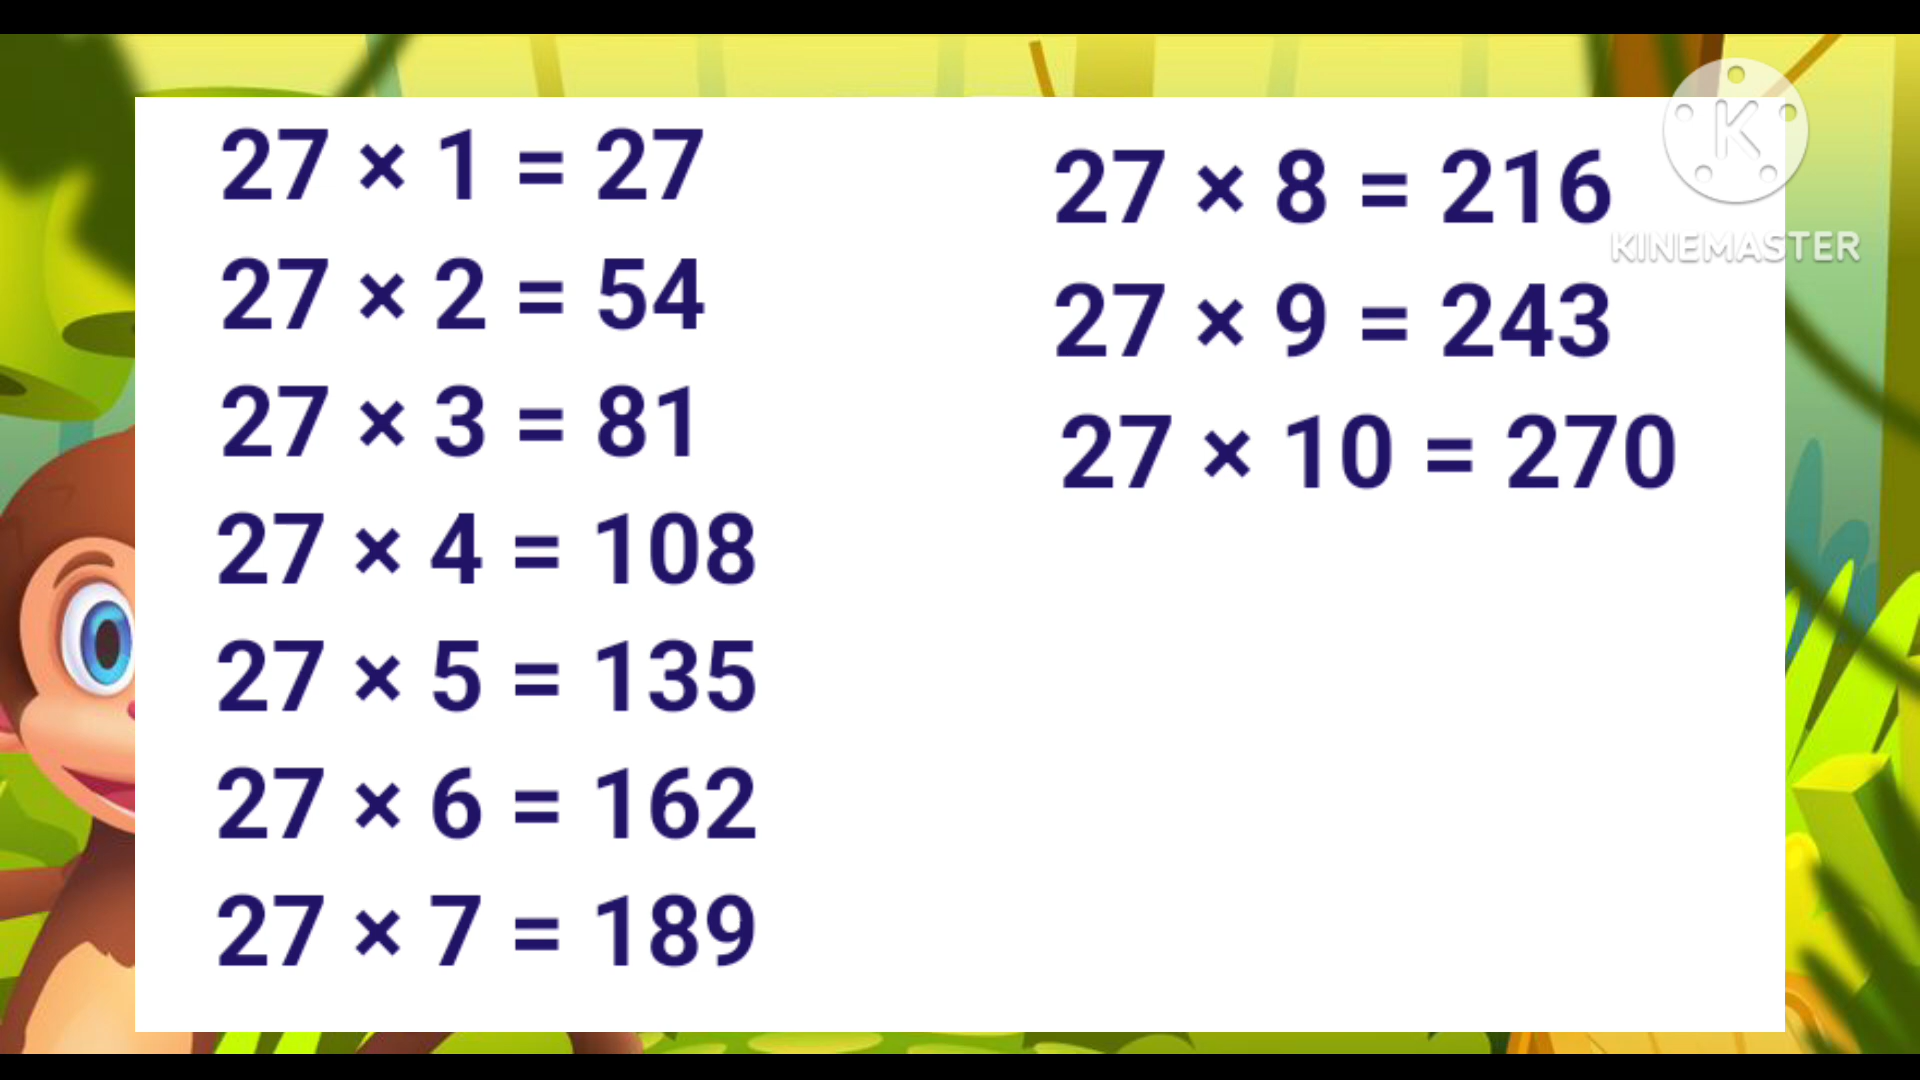 27 × 1 = 27
27 × 2 = 54
27 × 3 = 81
27 × 4 = 108
27 × 5 = 135
27 × 6 = 162
27 × 7 = 189
27 × 8 = 216
27 × 9 = 243
27 × 10 = 270
K
KINEMASTER